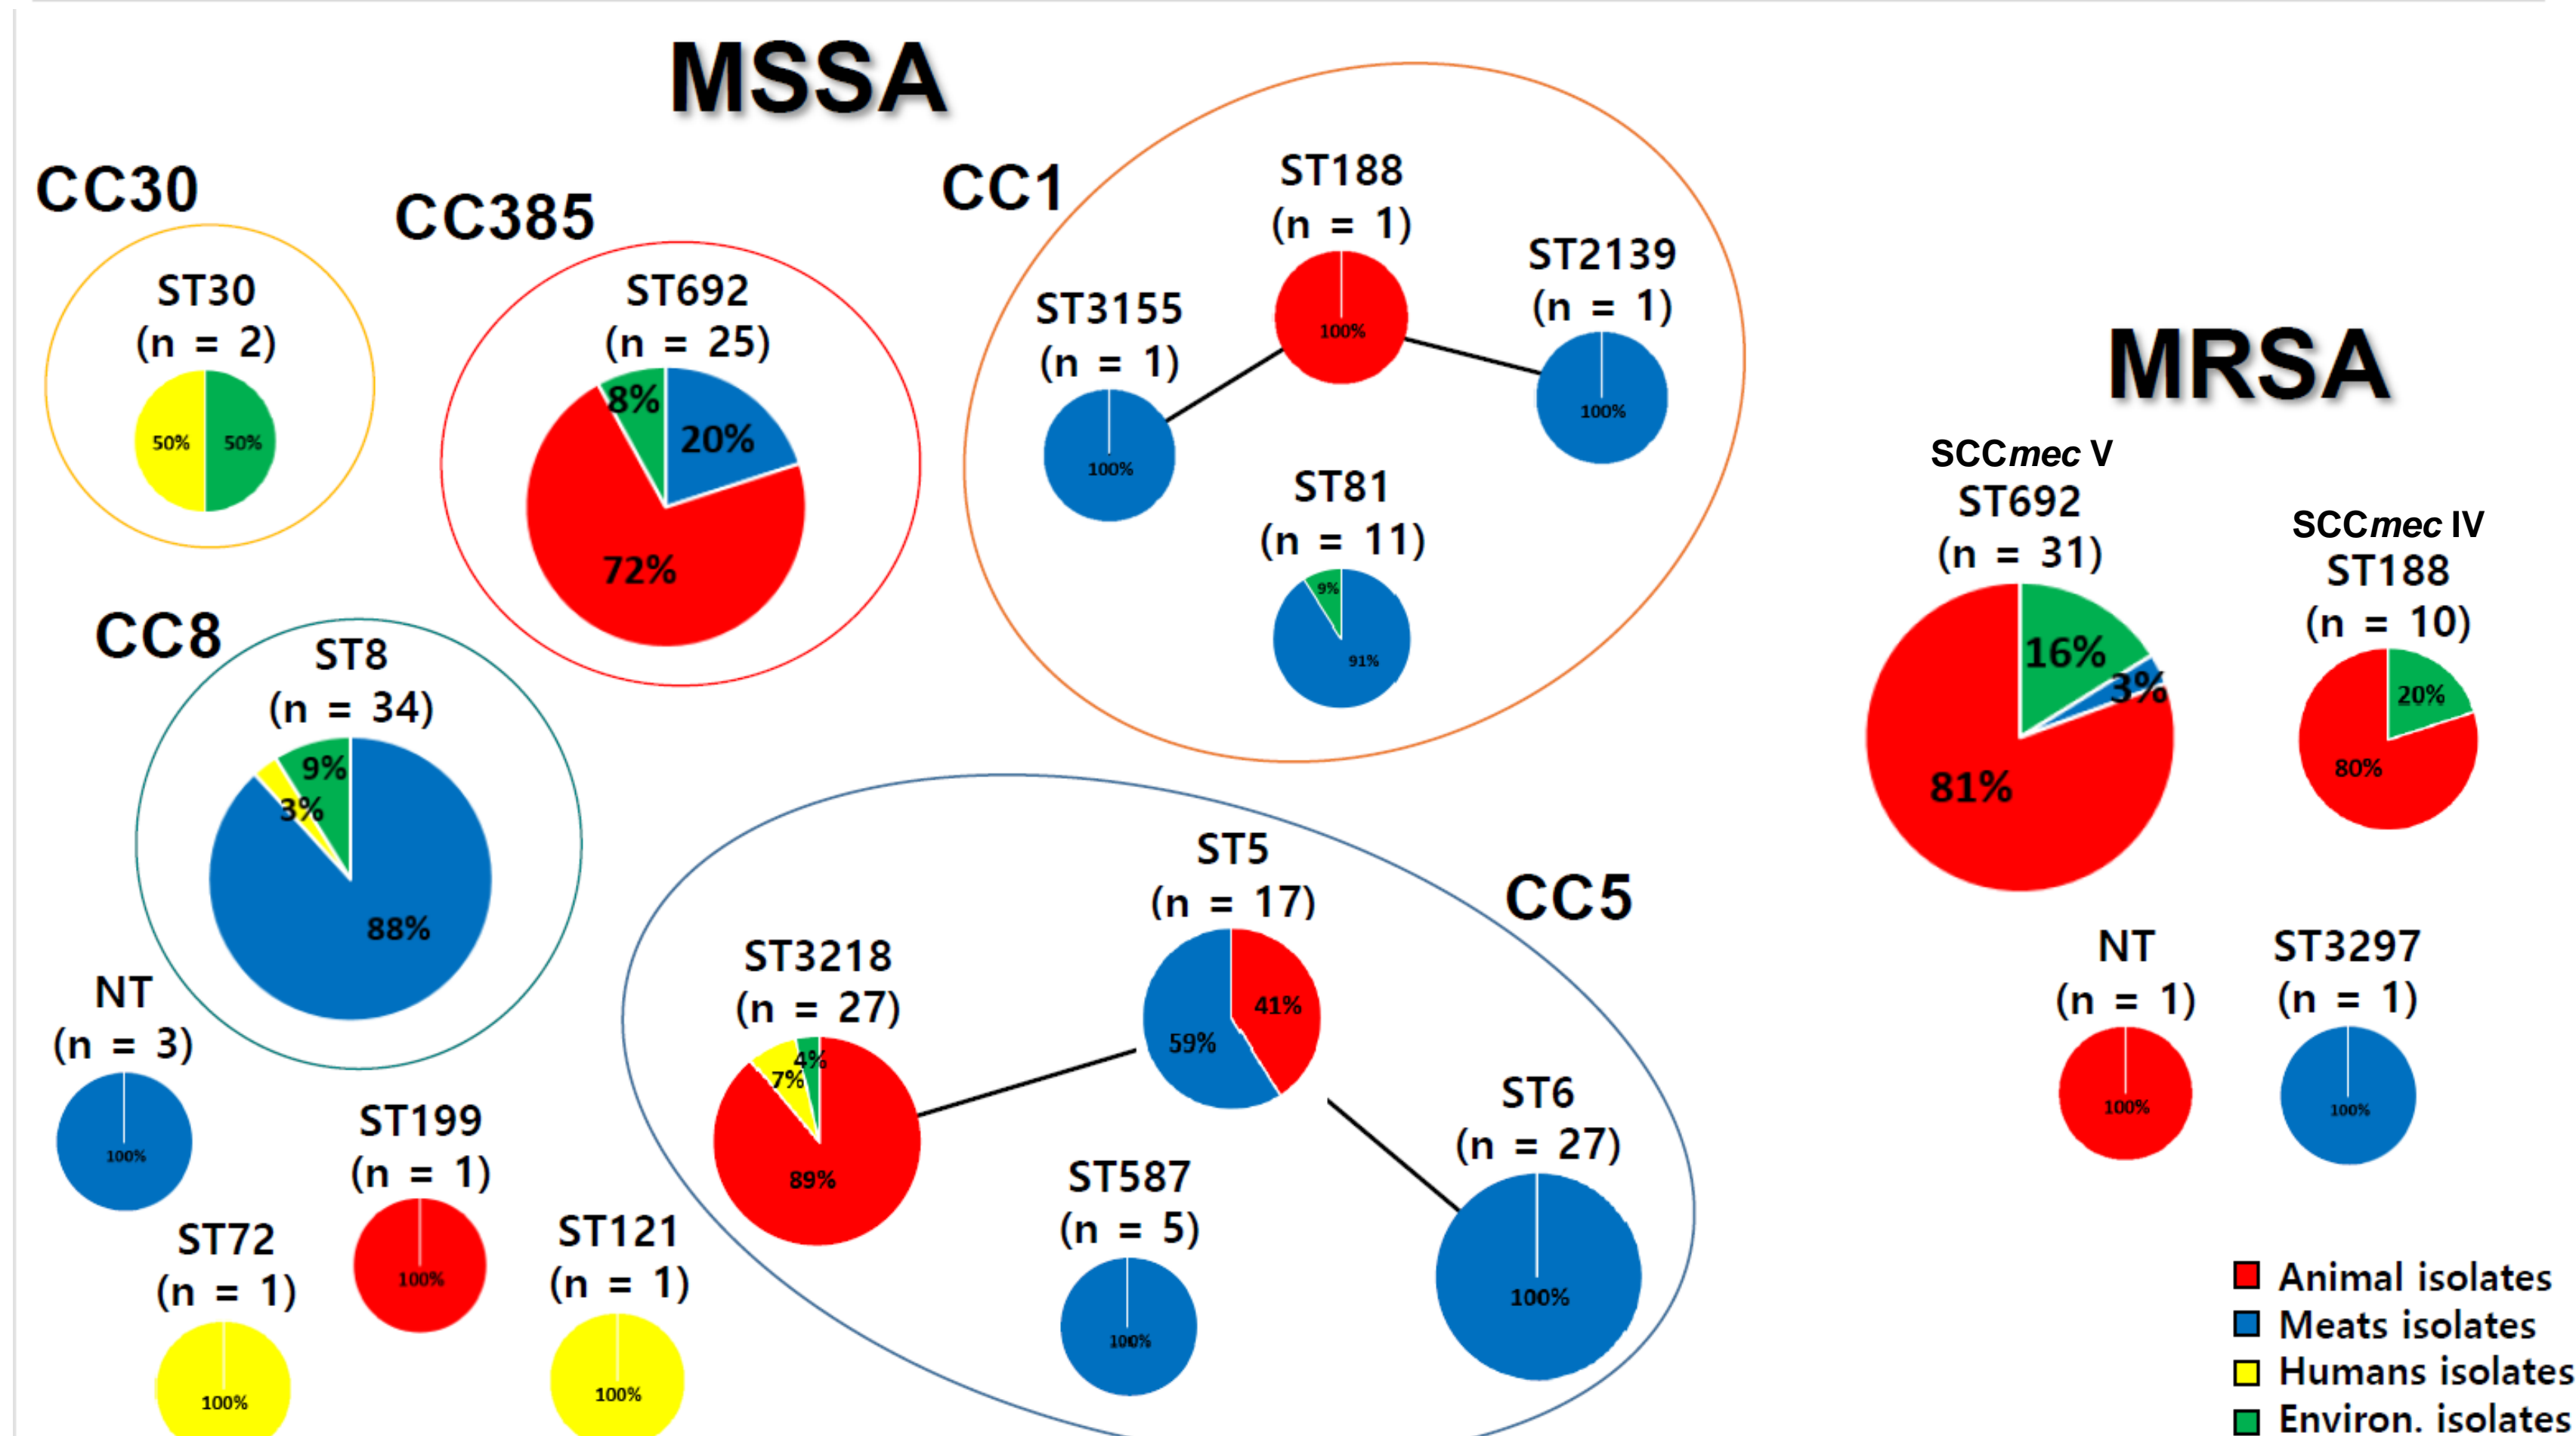 MSSA
CC30
ST30
(n = 2)
50%
50%
CC385
ST692
(n = 25)
8%
20%
72%
CC1
ST188
(n = 1)
100%
ST3155
(n = 1)
100%
ST2139
(n = 1)
100%
ST81
(n = 11)
9%
91%
CC8
ST8
(n = 34)
9%
3%
88%
NT
(n = 3)
100%
ST199
(n = 1)
100%
ST72
(n = 1)
100%
ST121
(n = 1)
100%
CC5
ST5
(n = 17)
41%
59%
ST3218
(n = 27)
4%
7%
89%
ST587
(n = 5)
100%
ST6
(n = 27)
100%
MRSA
SCCmec V
ST692
(n = 31)
16%
3%
81%
SCCmec IV
ST188
(n = 10)
20%
80%
NT
(n = 1)
100%
ST3297
(n = 1)
100%
Animal isolates
Meats isolates
Humans isolates
Environ. isolates